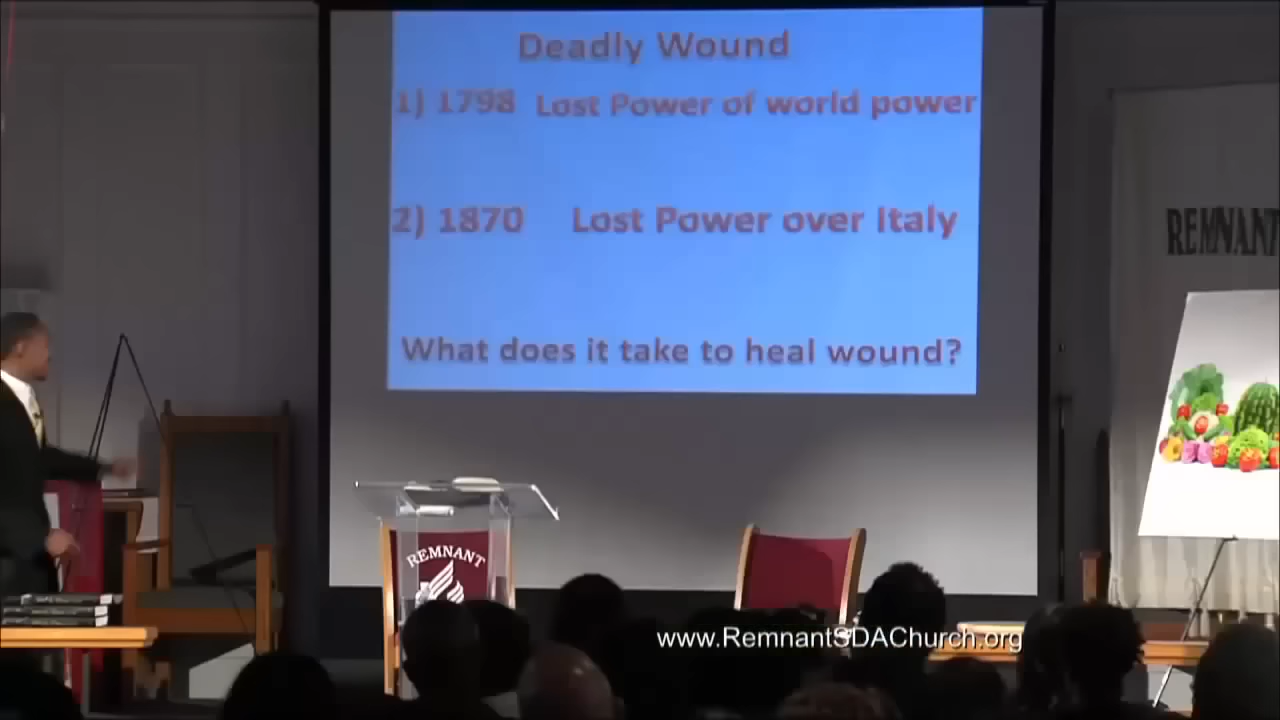 Deadly Wound
1) 1798 Lost Power of world power
2) 1870 Lost Power over Italy
What does it take to heal wound?
REMNANT
REMNANT
www.RemnantSDAChurch.org